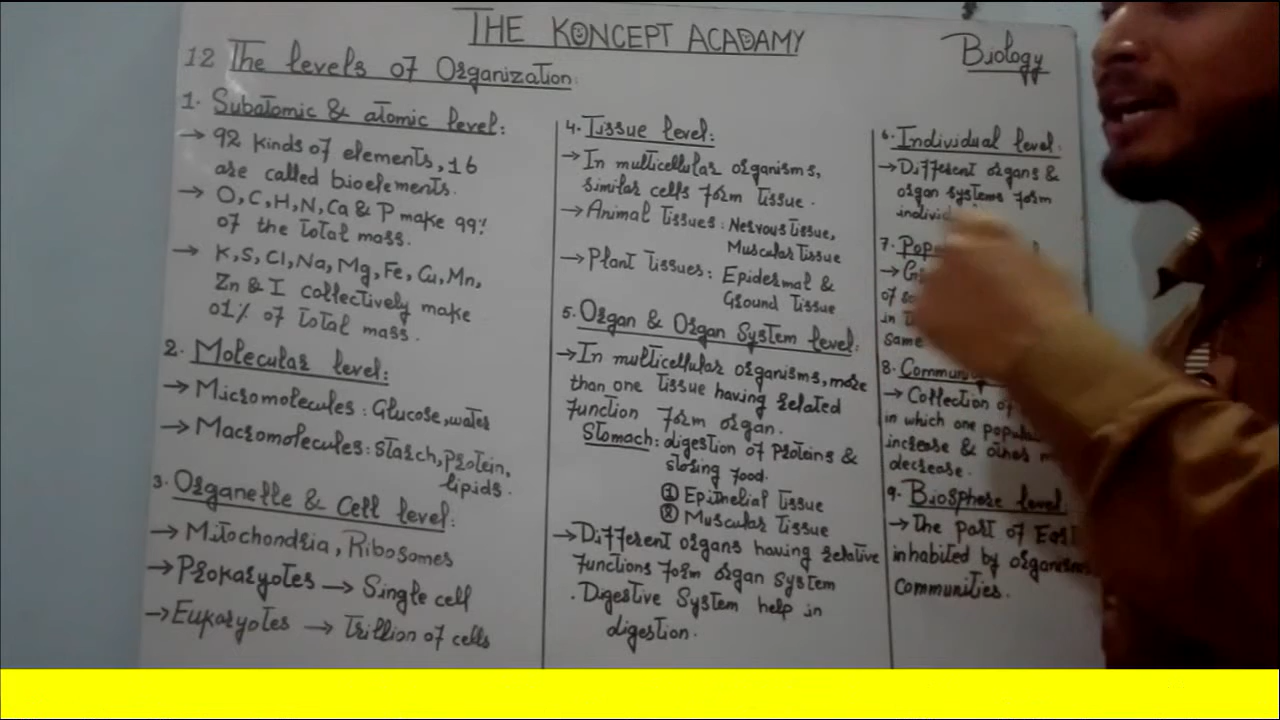 THE KONCEPT ACADAMY
Biology
12 The levels of Organization:
1. Subatomic & atomic level:
→ 92 kinds of elements, 16
are called bioelements.
→ O, C, H, N, Ca & P make 99%
of the total mass.
→ K, S, Cl, Na, Mg, Fe, Cu, Mn,
Zn & I collectively make
01% of total mass.
2. Molecular level:
→ Micromolecules: Glucose, water
→ Macromolecules: starch, protein,
lipids.
3. Organelle & Cell level:
→ Mitochondria, Ribosomes
→ Prokaryotes → Single cell
→ Eukaryotes → Trillion of cells
4. Tissue level:
→ In multicellular organisms,
similar cells form tissue.
→ Animal tissues: Nervous tissue,
Muscular tissue
→ Plant tissues: Epidermal &
Ground tissue
5. Organ & Organ System level:
→ In multicellular organisms, more
than one tissue having related
function form organ.
Stomach: digestion of proteins &
storing food.
① Epithelial tissue
② Muscular tissue
→ Different organs having relative
functions form organ system
. Digestive System help in
digestion.
6. Individual level:
→ Different organs &
organ systems form
7.
→
of
in
same
8.
→ Collection of
in which one
increase & other
decrease.
9. Biosphere level
→ The part of
inhabited by organisms
communities.